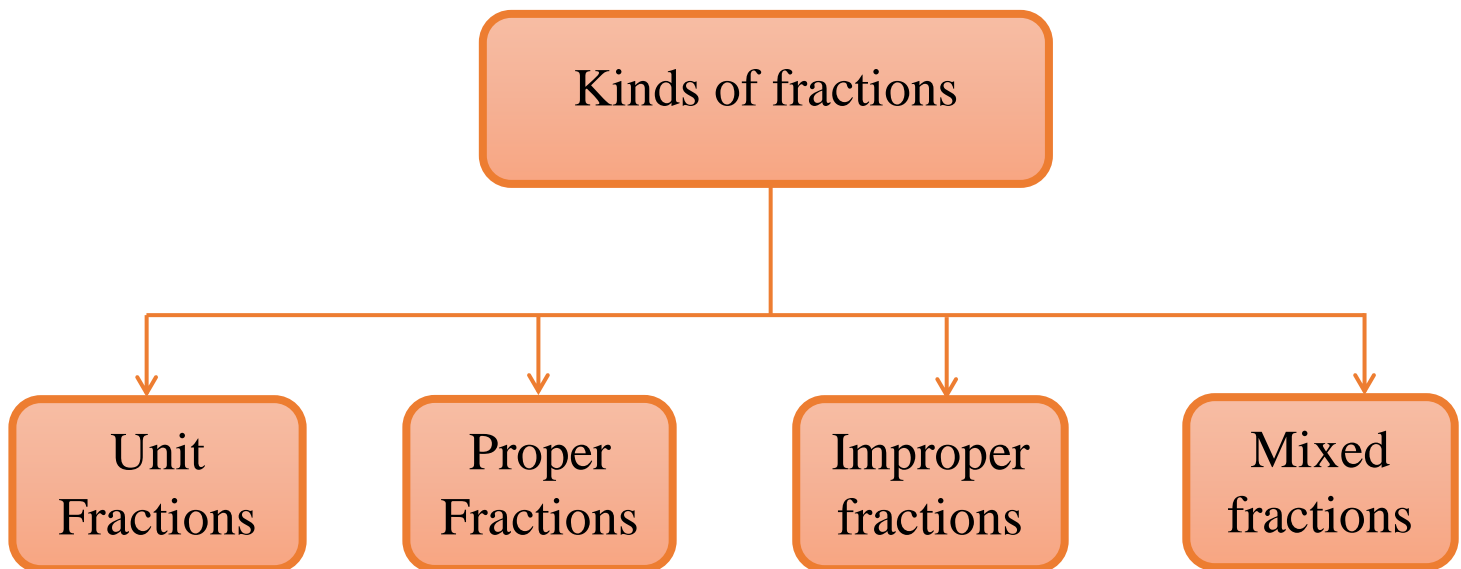 Kinds of fractions
Unit
Fractions
Proper
Fractions
Improper
fractions
Mixed
fractions